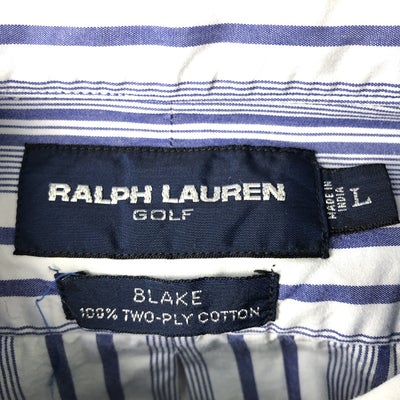 RALPH LAUREN
GOLF
MADE IN
INDIA
L
BLAKE
100% TWO-PLY COTTON